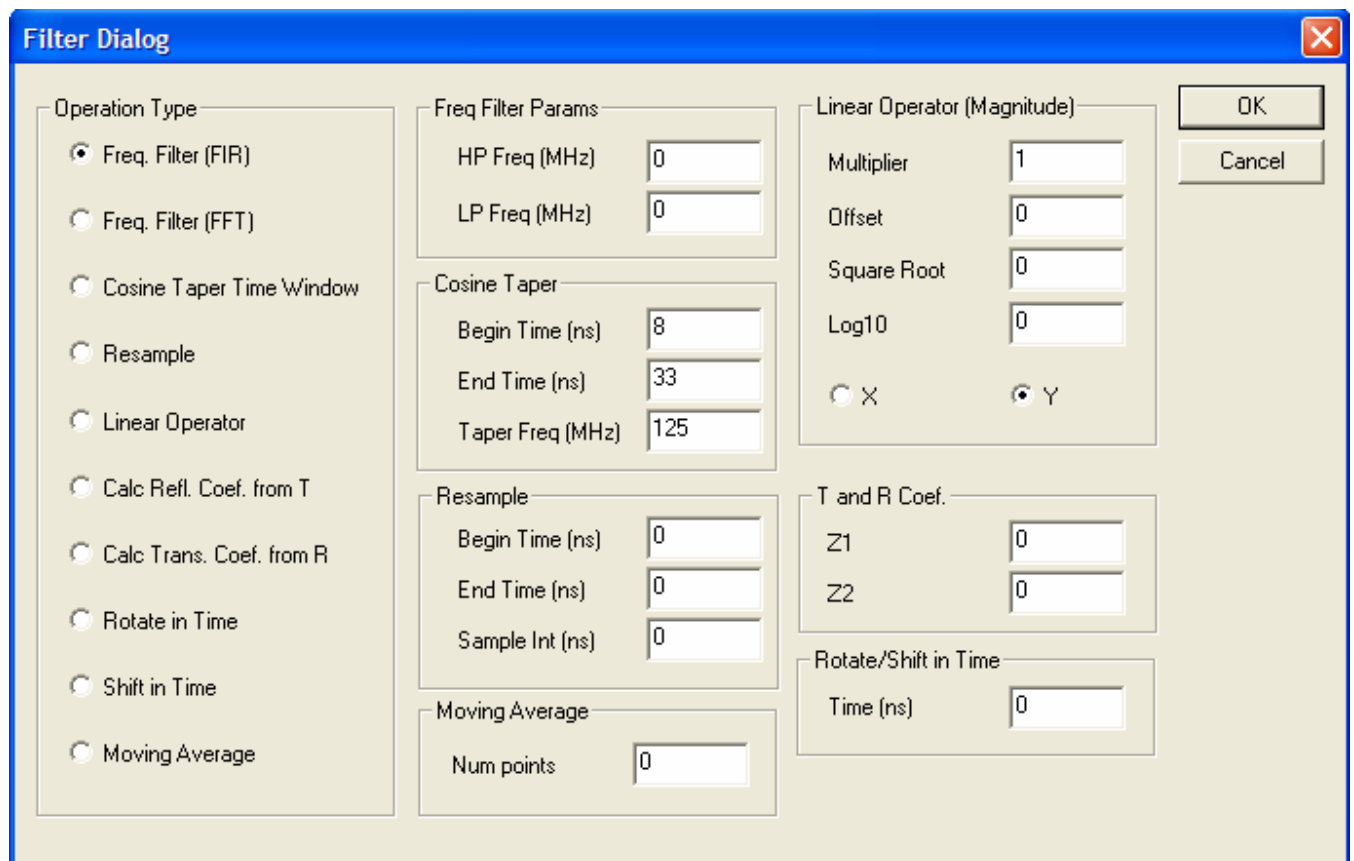 Filter Dialog
Operation Type
Freq. Filter (FIR)
Freq. Filter (FFT)
Cosine Taper Time Window
Resample
Linear Operator
Calc Refl. Coef. from T
Calc Trans. Coef. from R
Rotate in Time
Shift in Time
Moving Average
Freq Filter Params
HP Freq (MHz) 0
LP Freq (MHz) 0
Cosine Taper
Begin Time (ns) 8
End Time (ns) 33
Taper Freq (MHz) 125
Resample
Begin Time (ns) 0
End Time (ns) 0
Sample Int (ns) 0
Moving Average
Num points 0
Linear Operator (Magnitude)
Multiplier 1
Offset 0
Square Root 0
Log10 0
X Y
T and R Coef.
Z1 0
Z2 0
Rotate/Shift in Time
Time (ns) 0
OK
Cancel